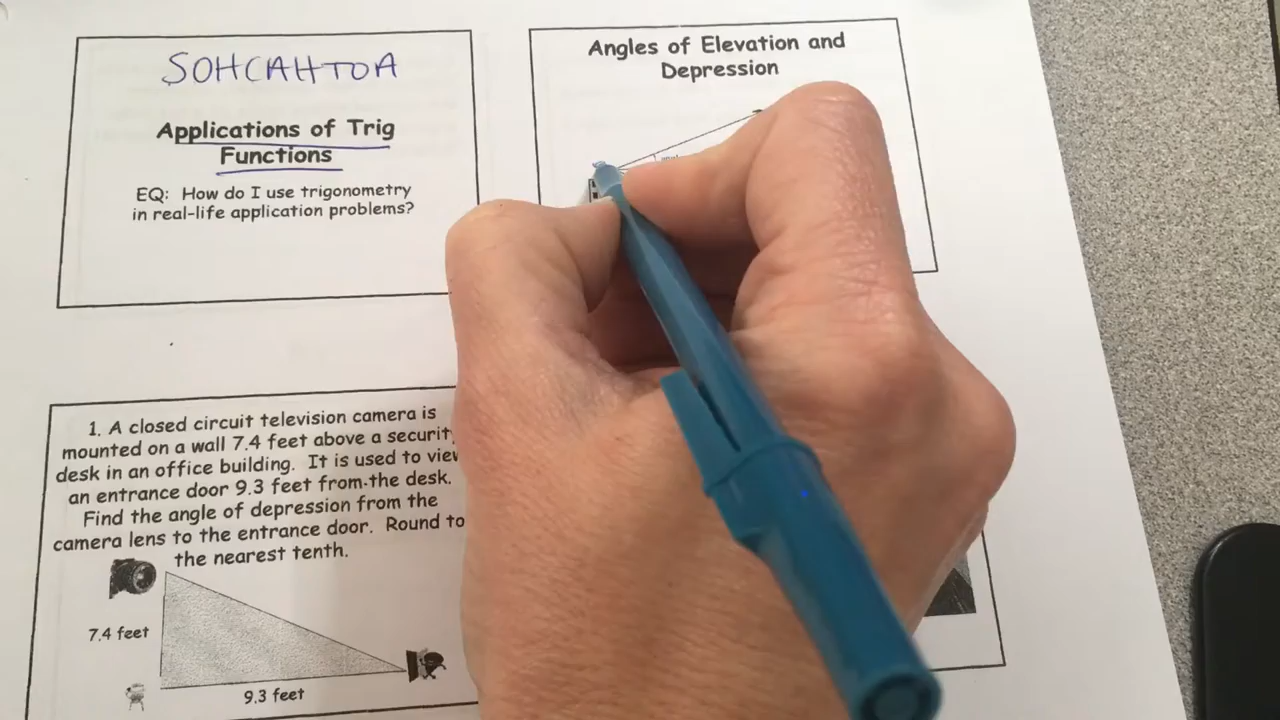 SOHCAHTOA
Applications of Trig
Functions
EQ: How do I use trigonometry
in real-life application problems?
Angles of Elevation and
Depression
1. A closed circuit television camera is
mounted on a wall 7.4 feet above a security
desk in an office building. It is used to view
an entrance door 9.3 feet from the desk.
Find the angle of depression from the
camera lens to the entrance door. Round to
the nearest tenth.
7.4 feet
9.3 feet